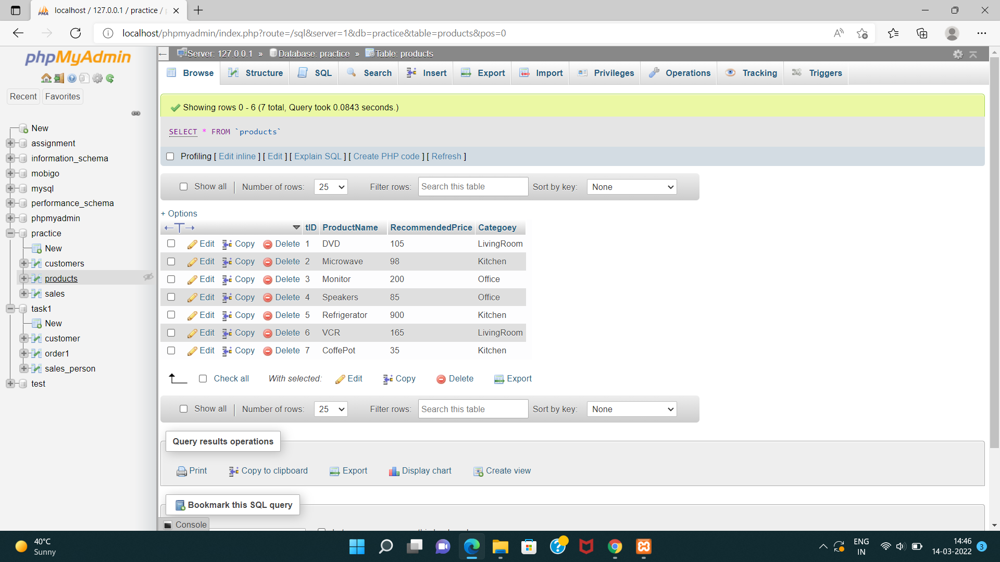 localhost / 127.0.0.1 / practice /
localhost/phpmyadmin/index.php?route=/sql&server=1&db=practice&table=products&pos=0
phpMyAdmin
Recent Favorites
New
assignment
information_schema
mobigo
mysql
performance_schema
phpmyadmin
practice
New
customers
products
sales
task1
New
customer
order1
sales_person
test
Server: 127.0.0.1 » Database: practice » Table: products
Browse Structure SQL Search Insert Export Import Privileges Operations Tracking Triggers
Showing rows 0 - 6 (7 total, Query took 0.0843 seconds.)
SELECT * FROM `products`
Profiling [ Edit inline ] [ Edit ] [ Explain SQL ] [ Create PHP code ] [ Refresh ]
Show all Number of rows: 25 Filter rows: Search this table Sort by key: None
+ Options
tID ProductName RecommendedPrice Categoey
Edit Copy Delete 1 DVD 105 LivingRoom
Edit Copy Delete 2 Microwave 98 Kitchen
Edit Copy Delete 3 Monitor 200 Office
Edit Copy Delete 4 Speakers 85 Office
Edit Copy Delete 5 Refrigerator 900 Kitchen
Edit Copy Delete 6 VCR 165 LivingRoom
Edit Copy Delete 7 CoffePot 35 Kitchen
Check all With selected: Edit Copy Delete Export
Show all Number of rows: 25 Filter rows: Search this table Sort by key: None
Query results operations
Print Copy to clipboard Export Display chart Create view
Bookmark this SQL query
Console
40°C
Sunny
ENG
IN
14:46
14-03-2022
3